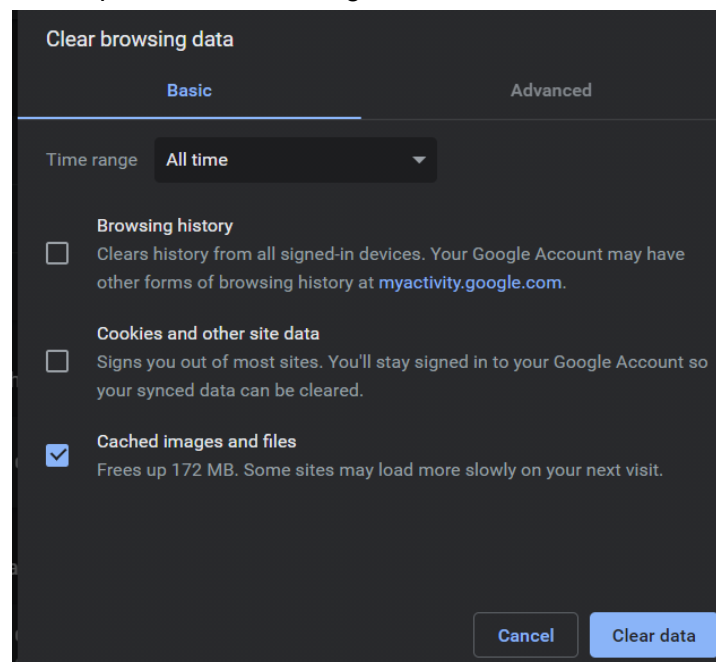 Clear browsing data
Basic
Advanced
Time range
All time
Browsing history
Clears history from all signed-in devices. Your Google Account may have
other forms of browsing history at myactivity.google.com.
Cookies and other site data
Signs you out of most sites. You'll stay signed in to your Google Account so
your synced data can be cleared.
Cached images and files
Frees up 172 MB. Some sites may load more slowly on your next visit.
Cancel
Clear data